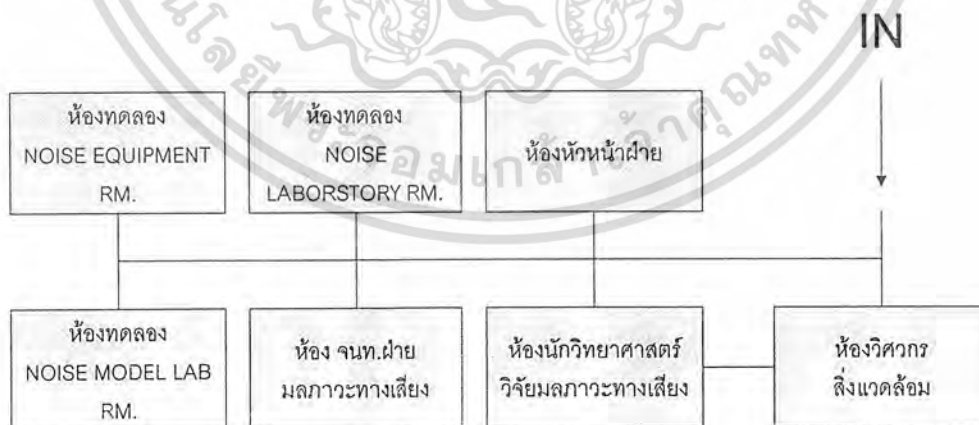 IN
ห้องทดลอง
NOISE EQUIPMENT
RM.
ห้องทดลอง
NOISE
LABORSTORY RM.
ห้องหัวหน้าฝ่าย
ห้องทดลอง
NOISE MODEL LAB
RM.
ห้อง จนท.ฝ่าย
มลภาวะทางเสียง
ห้องนักวิทยาศาสตร์
วิจัยมลภาวะทางเสียง
ห้องวิศวกร
สิ่งแวดล้อม